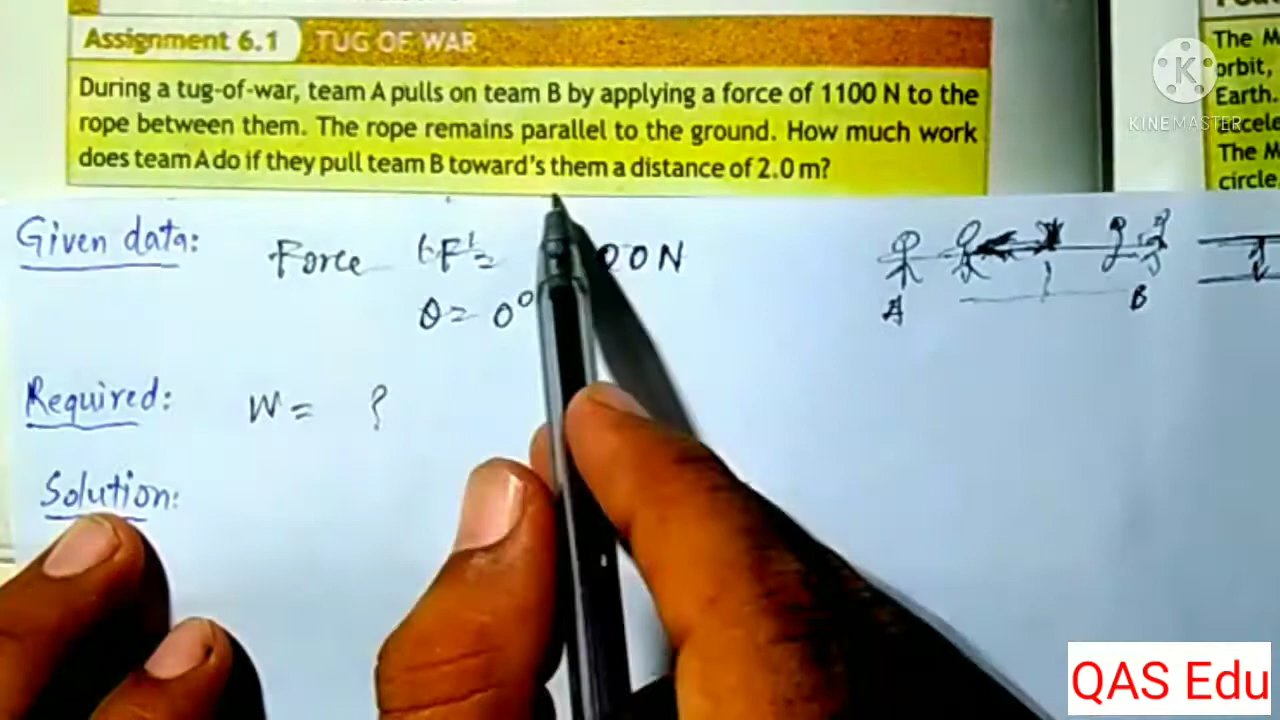 Assignment 6.1 TUG OF WAR
During a tug-of-war, team A pulls on team B by applying a force of 1100 N to the
rope between them. The rope remains parallel to the ground. How much work
does team A do if they pull team B toward's them a distance of 2.0 m?
The M
orbit,
Earth.
The M
circle,
KINEMASTER
Given data: Force F = 00N
θ = 0°
A
B
Required: W = ?
Solution:
QAS Edu